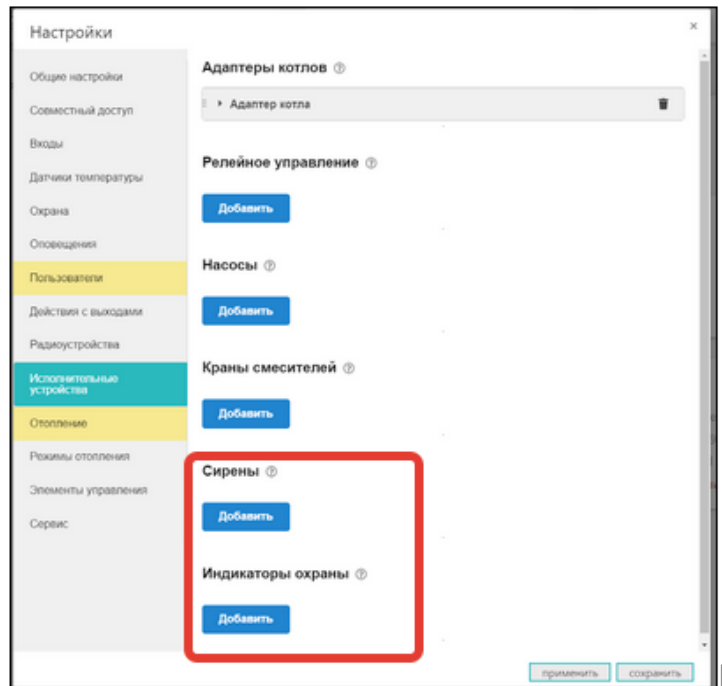 Настройки
Общие настройки
Совместный доступ
Входы
Датчики температуры
Охрана
Оповещения
Пользователи
Действия с выходами
Радиоустройства
Исполнительные
устройства
Отопление
Режимы отопления
Элементы управления
Сервис
Адаптеры котлов
Адаптер котла
Релейное управление
Добавить
Насосы
Добавить
Краны смесителей
Добавить
Сирены
Добавить
Индикаторы охраны
Добавить
применить
сохранить